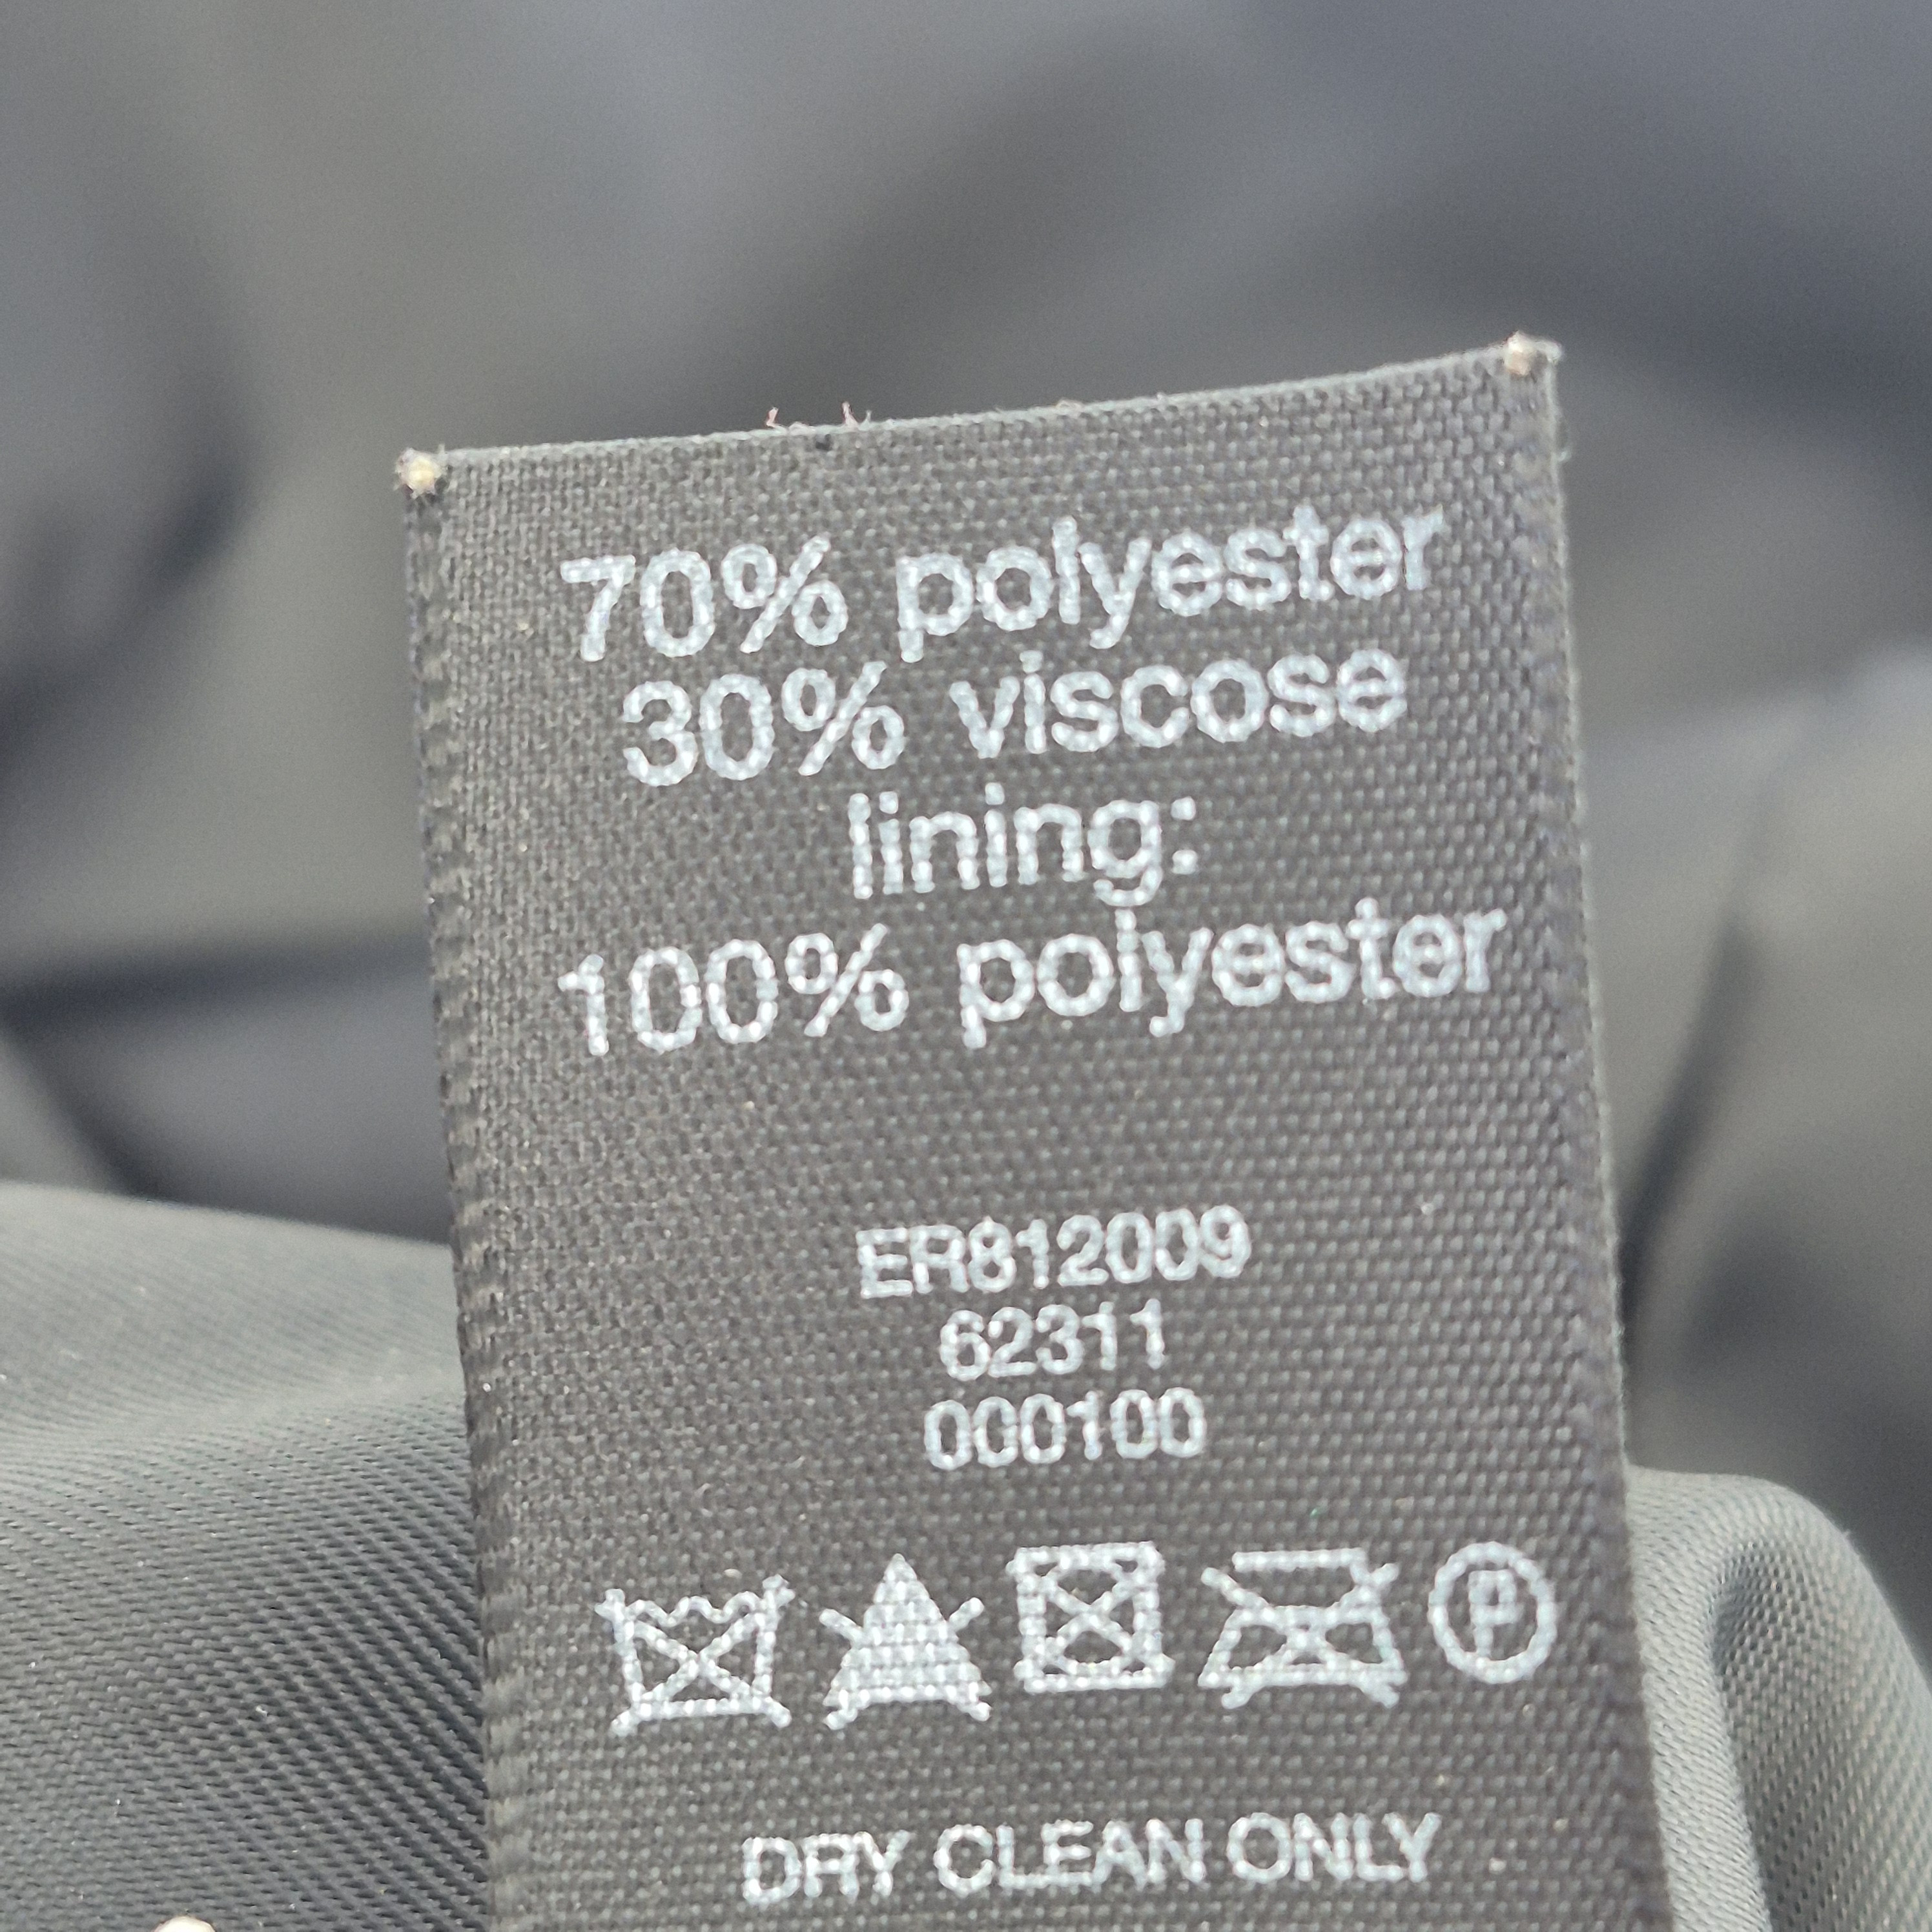 70% polyester
30% viscose
lining:
100% polyester
ER812009
62311
000100
P
DRY CLEAN ONLY